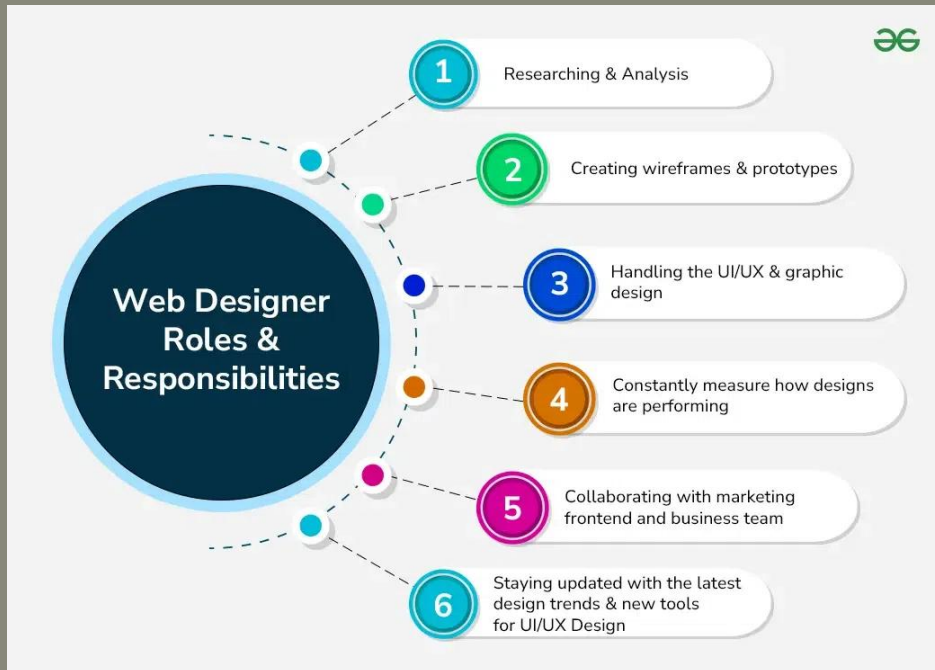 Web Designer
Roles &
Responsibilities
1
Researching & Analysis
2
Creating wireframes & prototypes
3
Handling the UI/UX & graphic
design
4
Constantly measure how designs
are performing
5
Collaborating with marketing
frontend and business team
6
Staying updated with the latest
design trends & new tools
for UI/UX Design